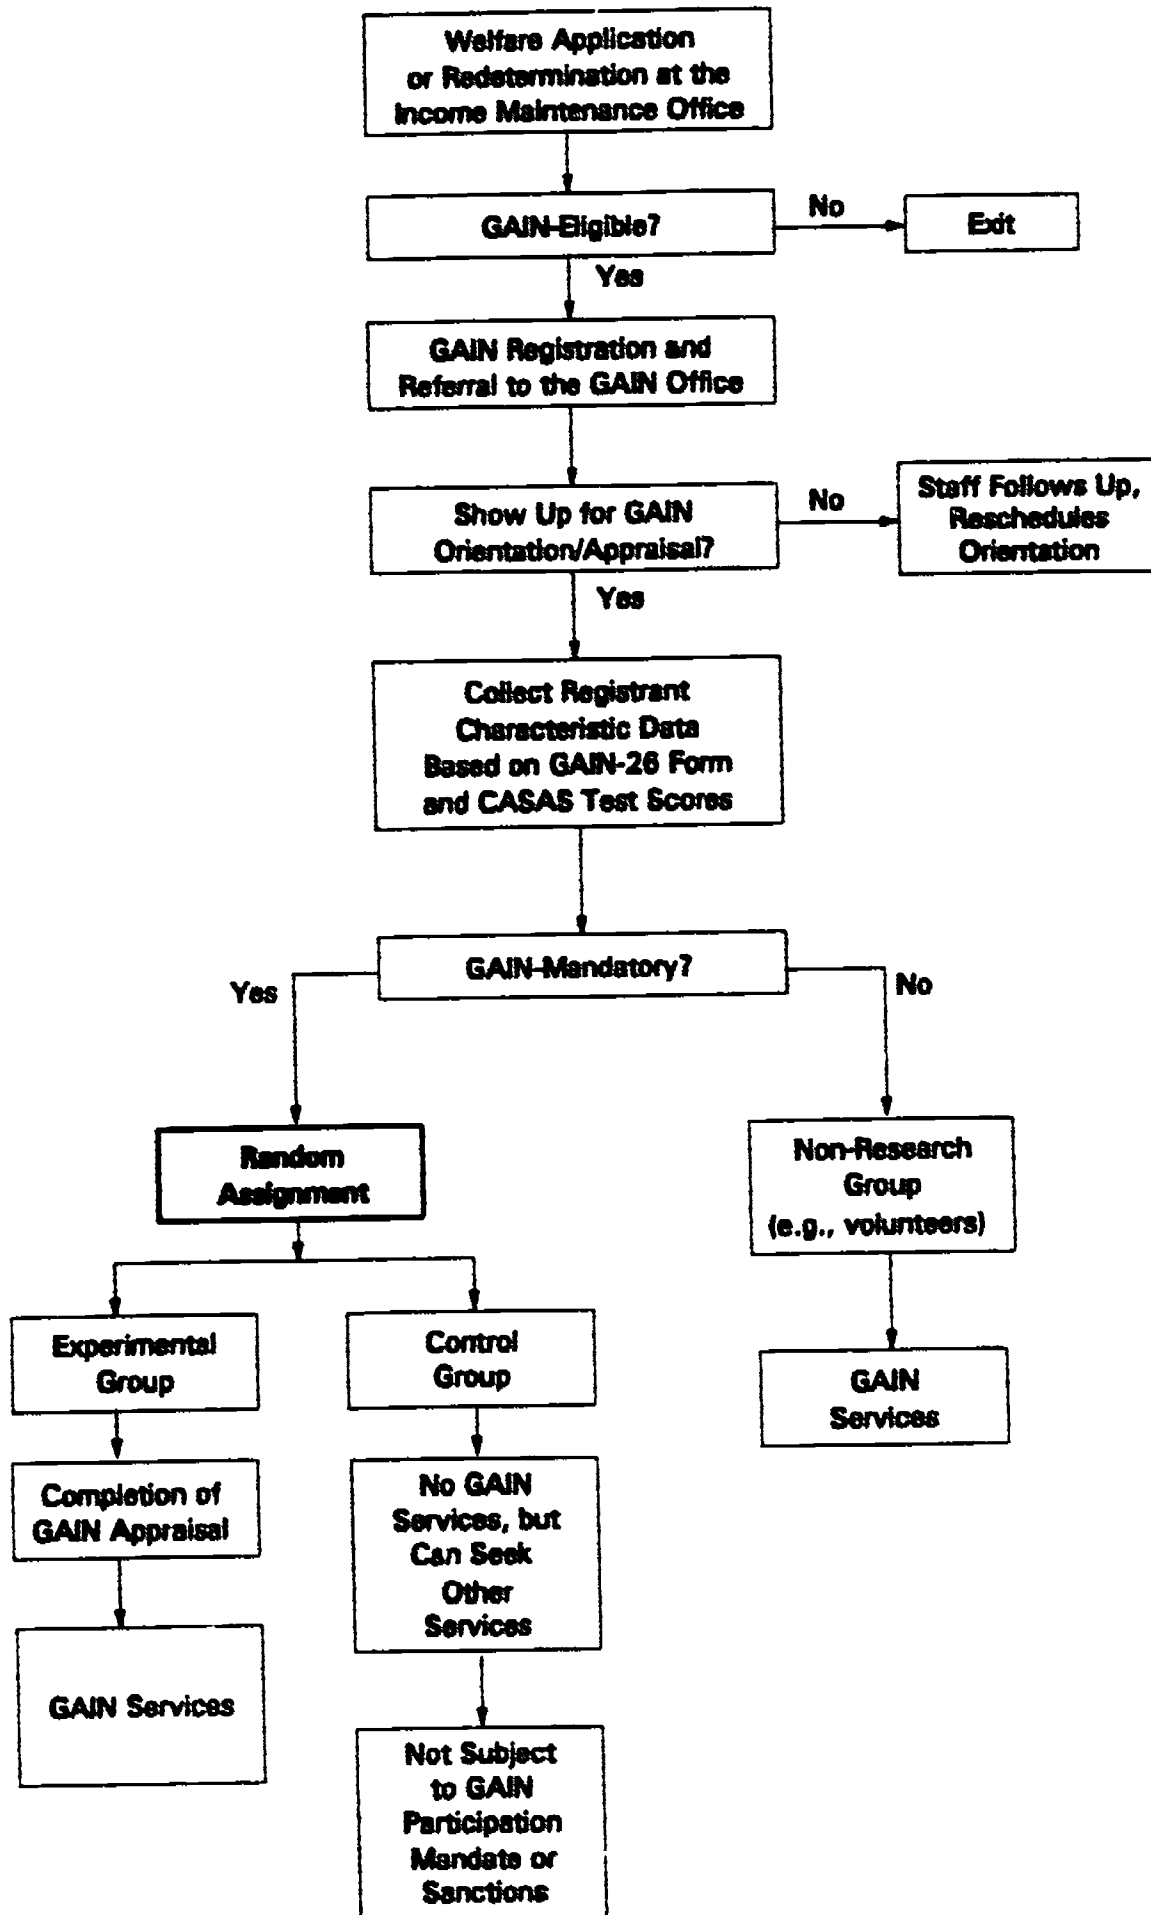 Welfare Application
or Redetermination at the
Income Maintenance Office
GAIN-Eligible?
No
Exit
Yes
GAIN Registration and
Referral to the GAIN Office
Show Up for GAIN
Orientation/Appraisal?
No
Staff Follows Up,
Reschedules
Orientation
Yes
Collect Registrant
Characteristic Data
Based on GAIN-26 Form
and CASAS Test Scores
GAIN-Mandatory?
Yes
No
Random
Assignment
Non-Research
Group
(e.g., volunteers)
Experimental
Group
Control
Group
GAIN
Services
Completion of
GAIN Appraisal
No GAIN
Services, but
Can Seek
Other
Services
GAIN Services
Not Subject
to GAIN
Participation
Mandate or
Sanctions